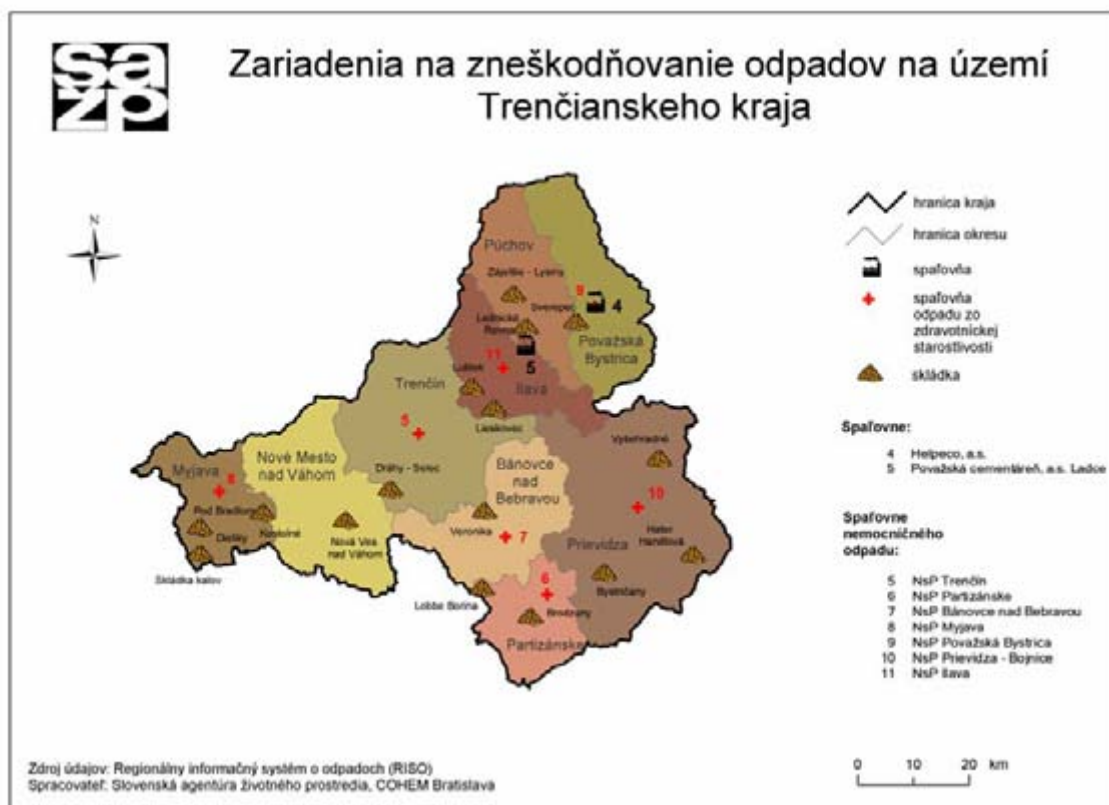 sa
zp
Zariadenia na zneškodňovanie odpadov na území
Trenčianskeho kraja
N
hranica kraja
hranica okresu
spaľovňa
spaľovňa
odpadu zo
zdravotníckej
starostlivosti
skládka
Spaľovne:
4 Helpeco, a.s.
5 Považská cementáreň, a.s. Ladce
Spaľovne
nemocničného
odpadu:
5 NsP Trenčín
6 NsP Partizánske
7 NsP Bánovce nad Bebravou
8 NsP Myjava
9 NsP Považská Bystrica
10 NsP Prievidza - Bojnice
11 NsP Ilava
Púchov
9
4
Sverepec
Považská
Bystrica
11
5
Ilava
Trenčín
5
Dráhy - Selec
Nové Mesto
nad Váhom
Bánovce
nad
Bebravou
10
Myjava
8
Veronika
7
Prievidza
Nová Ves
nad Váhom
Skládka kalov
Bystričany
6
Brodzany
Partizánske
Zdroj údajov: Regionálny informačný systém o odpadoch (RISO)
Spracovateľ: Slovenská agentúra životného prostredia, COHEM Bratislava
0 10 20 km